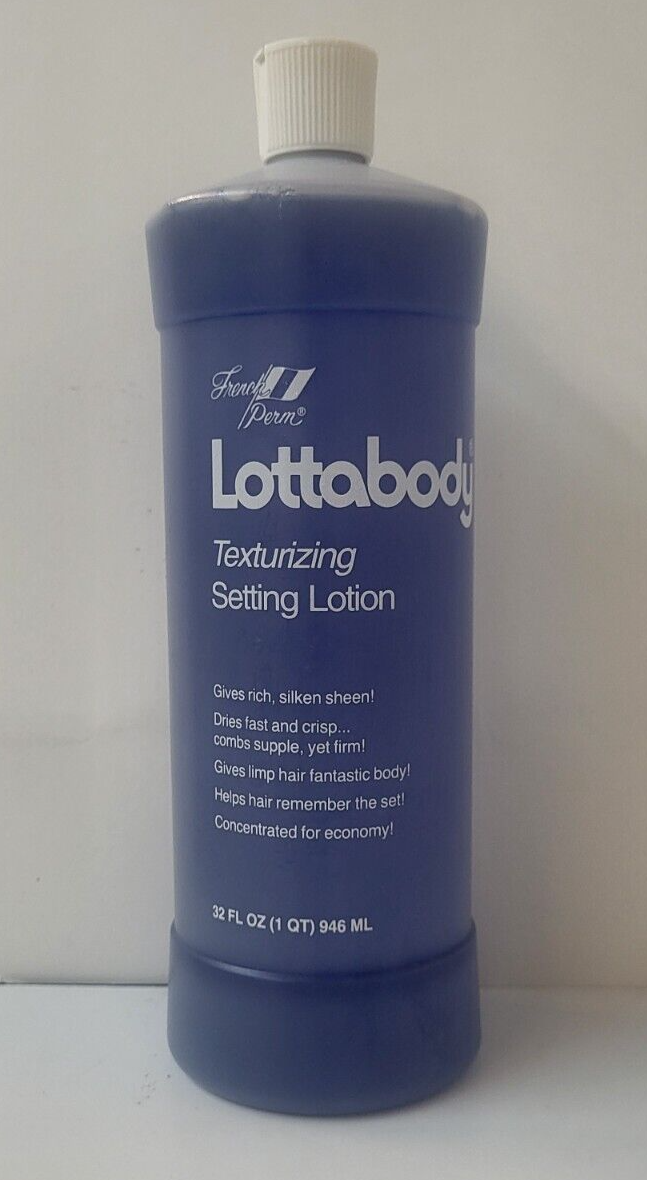 French
Perm®
Lottabody®
Texturizing
Setting Lotion
Gives rich, silken sheen!
Dries fast and crisp...
combs supple, yet firm!
Gives limp hair fantastic body!
Helps hair remember the set!
Concentrated for economy!
32 FL OZ (1 QT) 946 ML